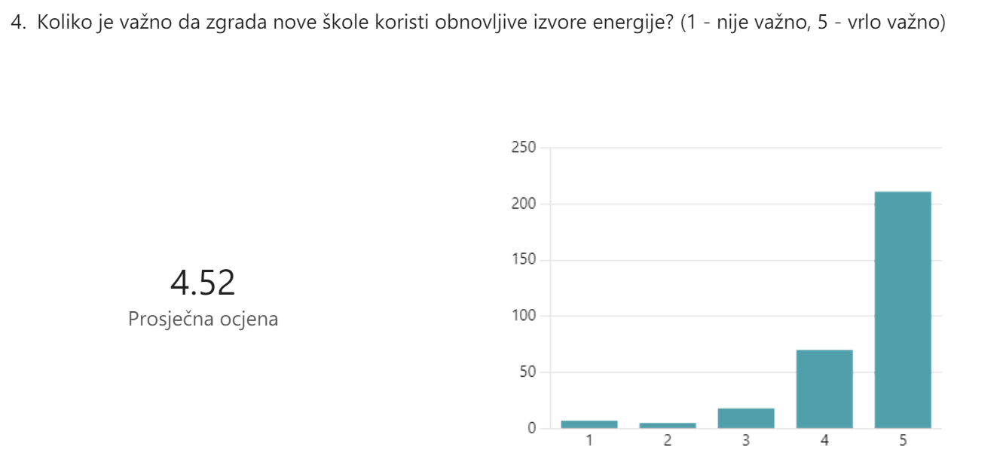 4. Koliko je važno da zgrada nove škole koristi obnovljive izvore energije? (1 - nije važno, 5 - vrlo važno)
4.52
Prosječna ocjena
250
200
150
100
50
0
1 2 3 4 5